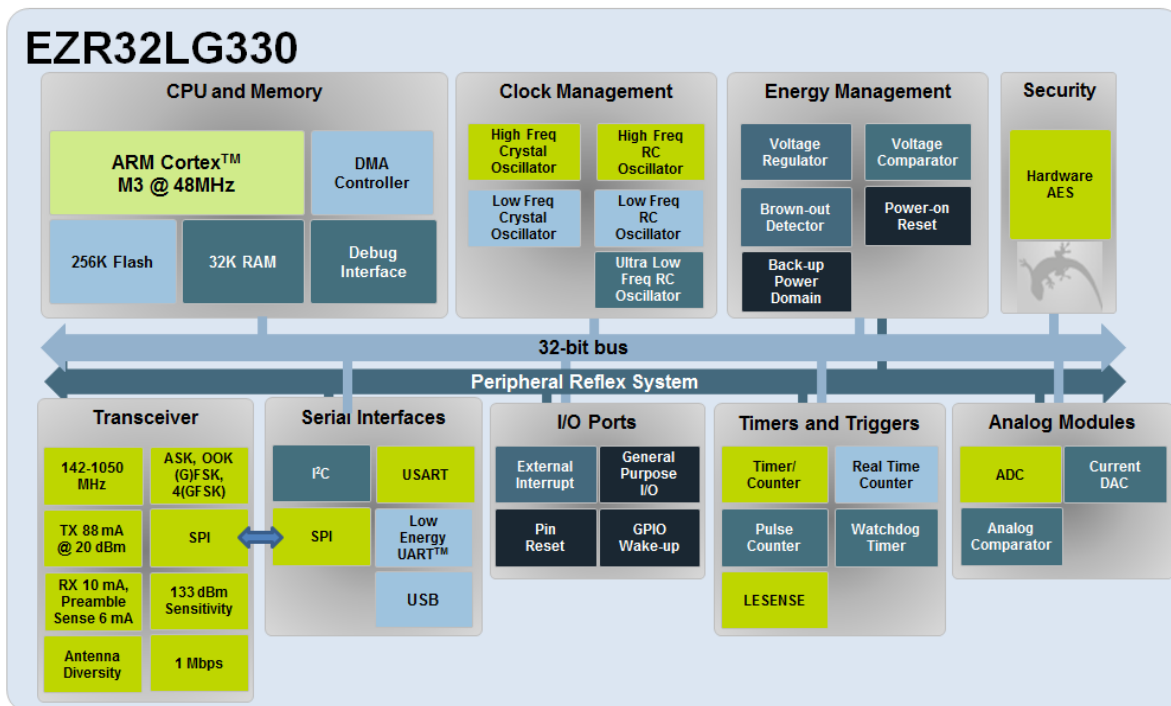 EZR32LG330
CPU and Memory
ARM Cortex™
M3 @ 48MHz
DMA
Controller
256K Flash
32K RAM
Debug
Interface
Clock Management
High Freq
Crystal
Oscillator
High Freq
RC
Oscillator
Low Freq
Crystal
Oscillator
Low Freq
RC
Oscillator
Ultra Low
Freq RC
Oscillator
Energy Management
Voltage
Regulator
Voltage
Comparator
Brown-out
Detector
Power-on
Reset
Back-up
Power
Domain
Security
Hardware
AES
32-bit bus
Peripheral Reflex System
Transceiver
142-1050
MHz
ASK, OOK
(G)FSK,
4(GFSK)
TX 88 mA
@ 20 dBm
SPI
RX 10 mA,
Preamble
Sense 6 mA
133 dBm
Sensitivity
Antenna
Diversity
1 Mbps
Serial Interfaces
I²C
USART
SPI
Low
Energy
UART™
USB
I/O Ports
External
Interrupt
General
Purpose
I/O
Pin
Reset
GPIO
Wake-up
Timers and Triggers
Timer/
Counter
Real Time
Counter
Pulse
Counter
Watchdog
Timer
LESENSE
Analog Modules
ADC
Current
DAC
Analog
Comparator